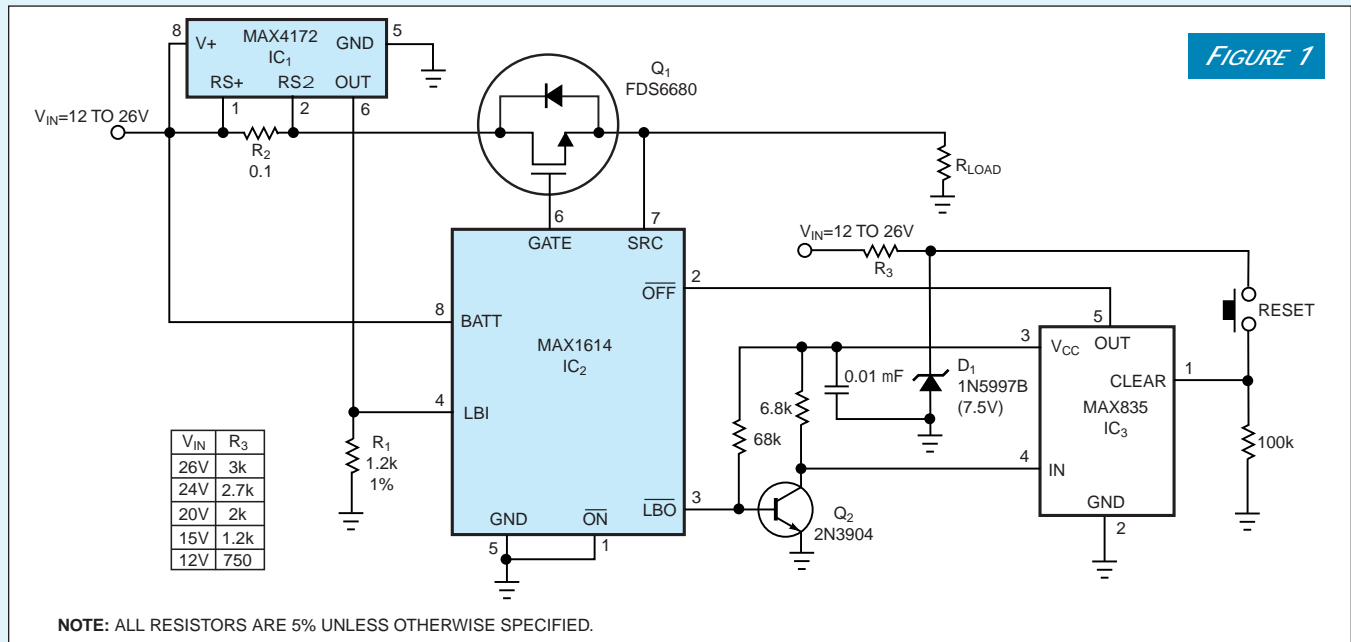 FIGURE 1
8
V+
MAX4172
IC1
GND
5
RS+
RS2
OUT
1
2
6
VIN=12 TO 26V
R2
0.1
Q1
FDS6680
RLOAD
6
7
GATE
SRC
OFF
2
8
BATT
MAX1614
IC2
4
LBI
R1
1.2k
1%
LBO
3
GND
ON
5
1
VIN=12 TO 26V
R3
RESET
5
3
VCC
OUT
CLEAR
1
MAX835
IC3
4
IN
GND
2
100k
0.01 mF
D1
1N5997B
(7.5V)
6.8k
68k
Q2
2N3904
VIN R3
26V 3k
24V 2.7k
20V 2k
15V 1.2k
12V 750
NOTE: ALL RESISTORS ARE 5% UNLESS OTHERWISE SPECIFIED.